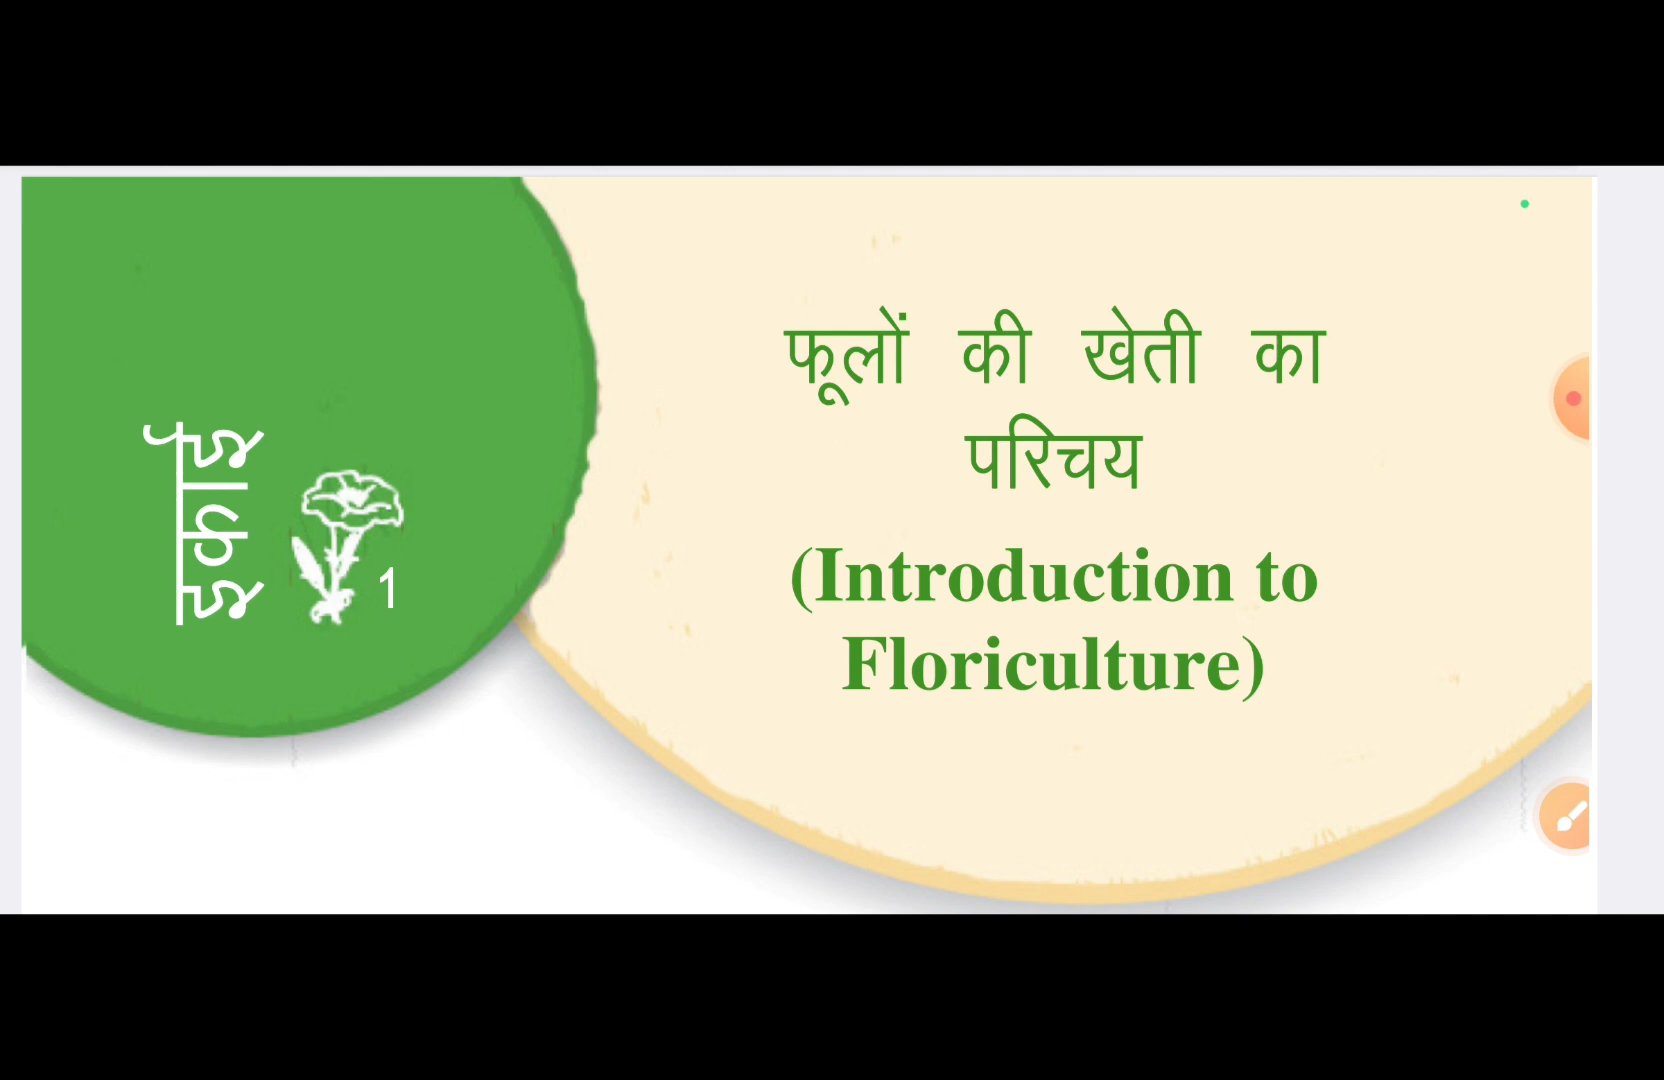 इकाई
1
फूलों की खेती का
परिचय
(Introduction to
Floriculture)